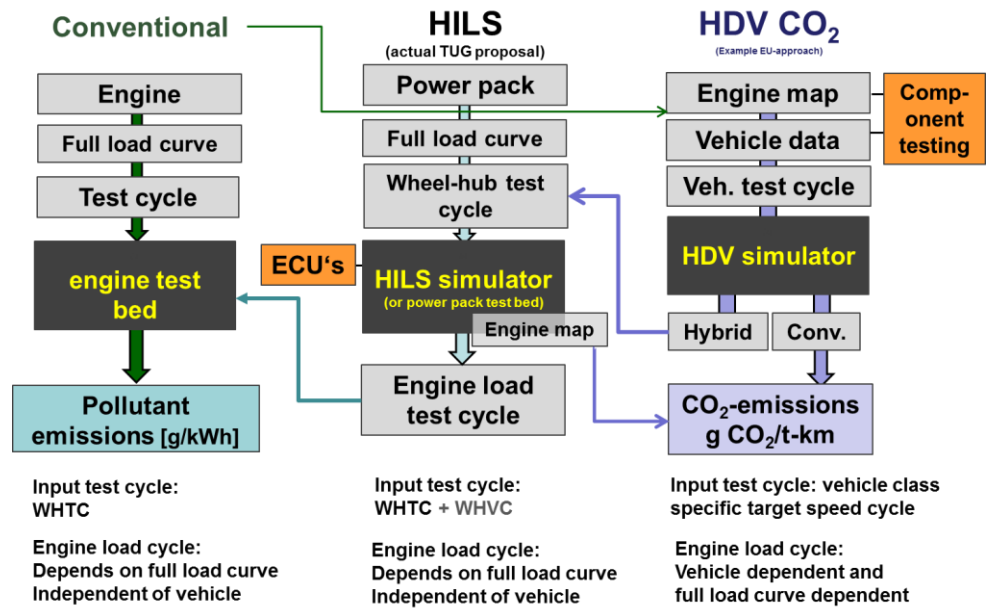 Conventional
Engine
Full load curve
Test cycle
engine test
bed
Pollutant
emissions [g/kWh]
Input test cycle:
WHTC
Engine load cycle:
Depends on full load curve
Independent of vehicle
HILS
(actual TUG proposal)
Power pack
Full load curve
Wheel-hub test
cycle
ECU‘s
HILS simulator
(or power pack test bed)
Engine map
Engine load
test cycle
Input test cycle:
WHTC + WHVC
Engine load cycle:
Depends on full load curve
Independent of vehicle
HDV CO₂
(Example EU-approach)
Engine map
Vehicle data
Comp-
onent
testing
Veh. test cycle
HDV simulator
Hybrid
Conv.
CO₂-emissions
g CO₂/t-km
Input test cycle: vehicle class
specific target speed cycle
Engine load cycle:
Vehicle dependent and
full load curve dependent